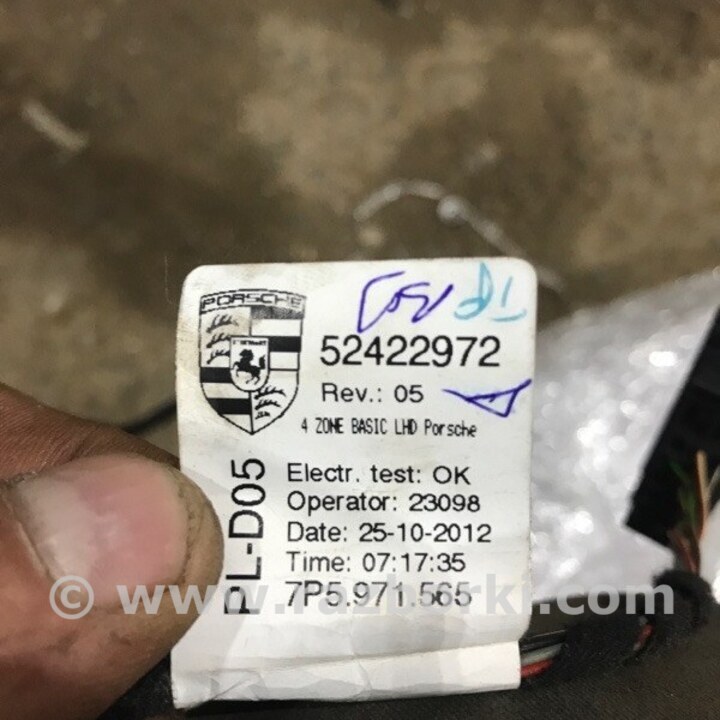 PORSCHE
52422972
Rev.: 05
4 ZONE BASIC LHD Porsche
PL-D05
Electr. test: OK
Operator: 23098
Date: 25-10-2012
Time: 07:17:35
7P5.971.565
© www.razborki.com